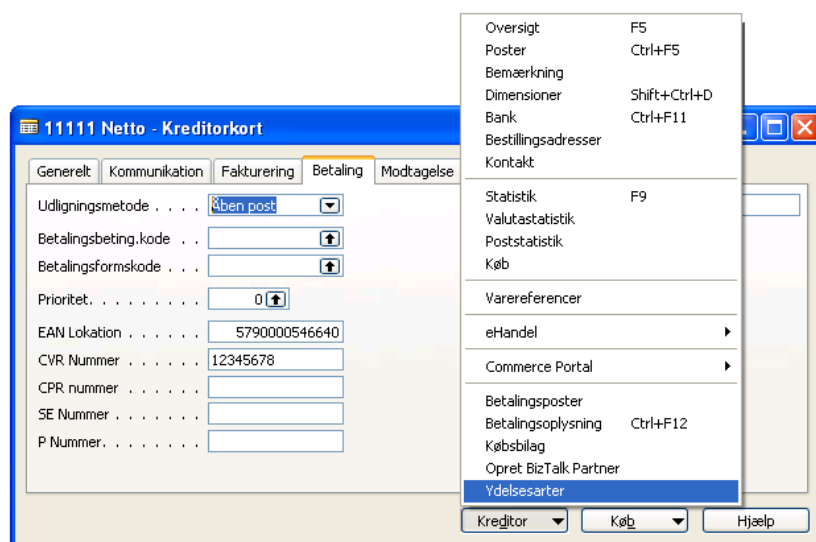 Oversigt F5
Poster Ctrl+F5
Bemærkning
Dimensioner Shift+Ctrl+D
Bank Ctrl+F11
Bestillingsadresser
Kontakt
Statistik F9
Valutastatistik
Poststatistik
Køb
Varereferencer
eHandel
Commerce Portal
Betalingsposter
Betalingsoplysning Ctrl+F12
Købsbilag
Opret BizTalk Partner
Ydelsesarter
11111 Netto - Kreditorkort
Generelt Kommunikation Fakturering Betaling Modtagelse
Udligningsmetode . . . . Åben post
Betalingsbeting.kode . .
Betalingsformskode . . .
Prioritet. . . . . . . . . 0
EAN Lokation . . . . . . 5790000546640
CVR Nummer . . . . . . 12345678
CPR nummer . . . . . .
SE Nummer . . . . . . .
P Nummer. . . . . . . .
Kreditor Køb Hjælp